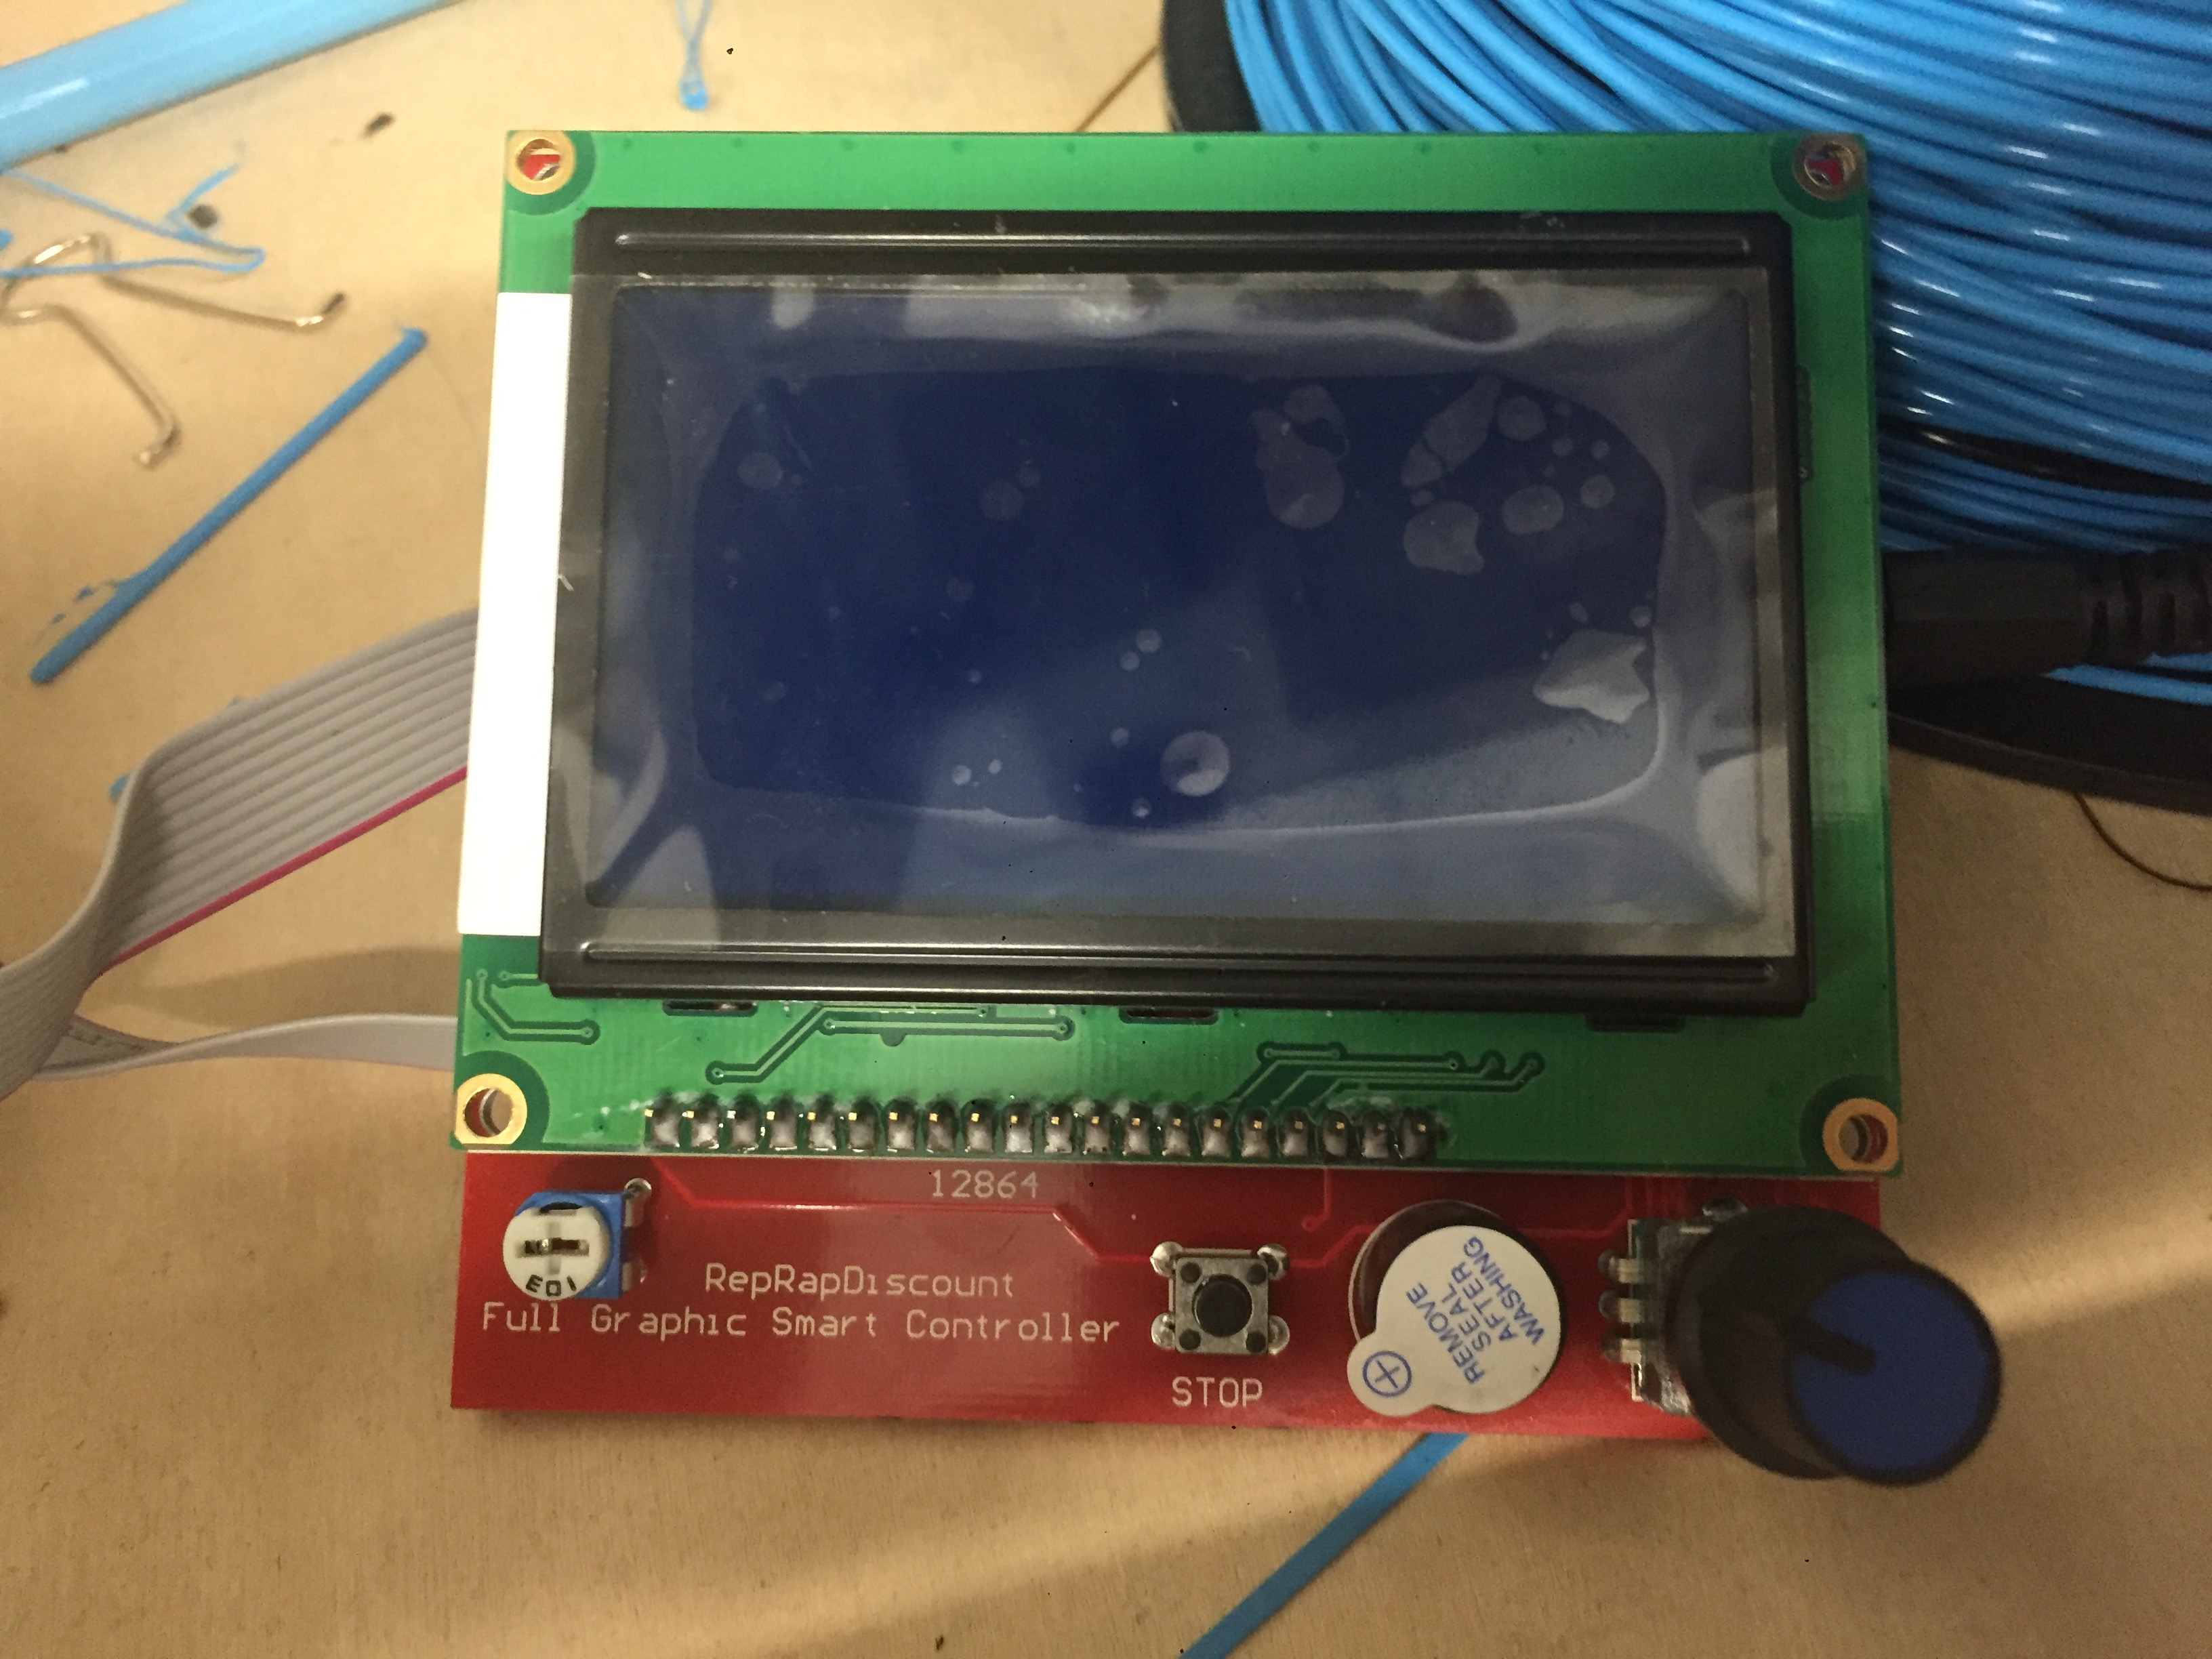 12864
RepRapDiscount
Full Graphic Smart Controller
STOP
REMOVE
SEAL
AFTER
WASHING